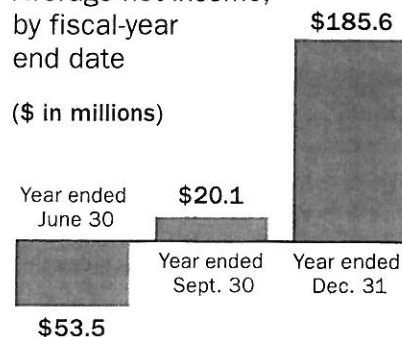 Average net income,
by fiscal-year
end date
($ in millions)
$185.6
Year ended
June 30
$20.1
Year ended
Sept. 30
Year ended
Dec. 31
$53.5